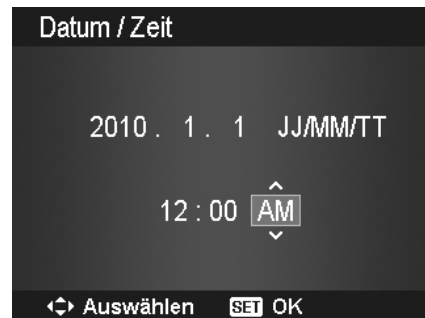 Datum / Zeit
2010 . 1 . 1 JJ/MM/TT
12 : 00 AM
Auswählen SET OK